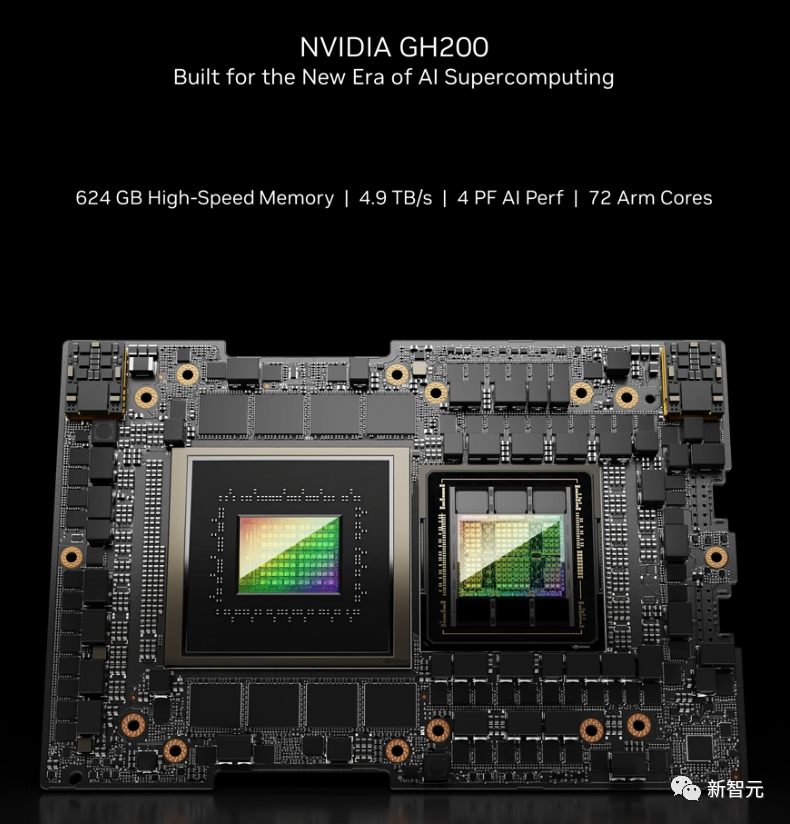 NVIDIA GH200
Built for the New Era of AI Supercomputing
624 GB High-Speed Memory | 4.9 TB/s | 4 PF AI Perf | 72 Arm Cores
新智元